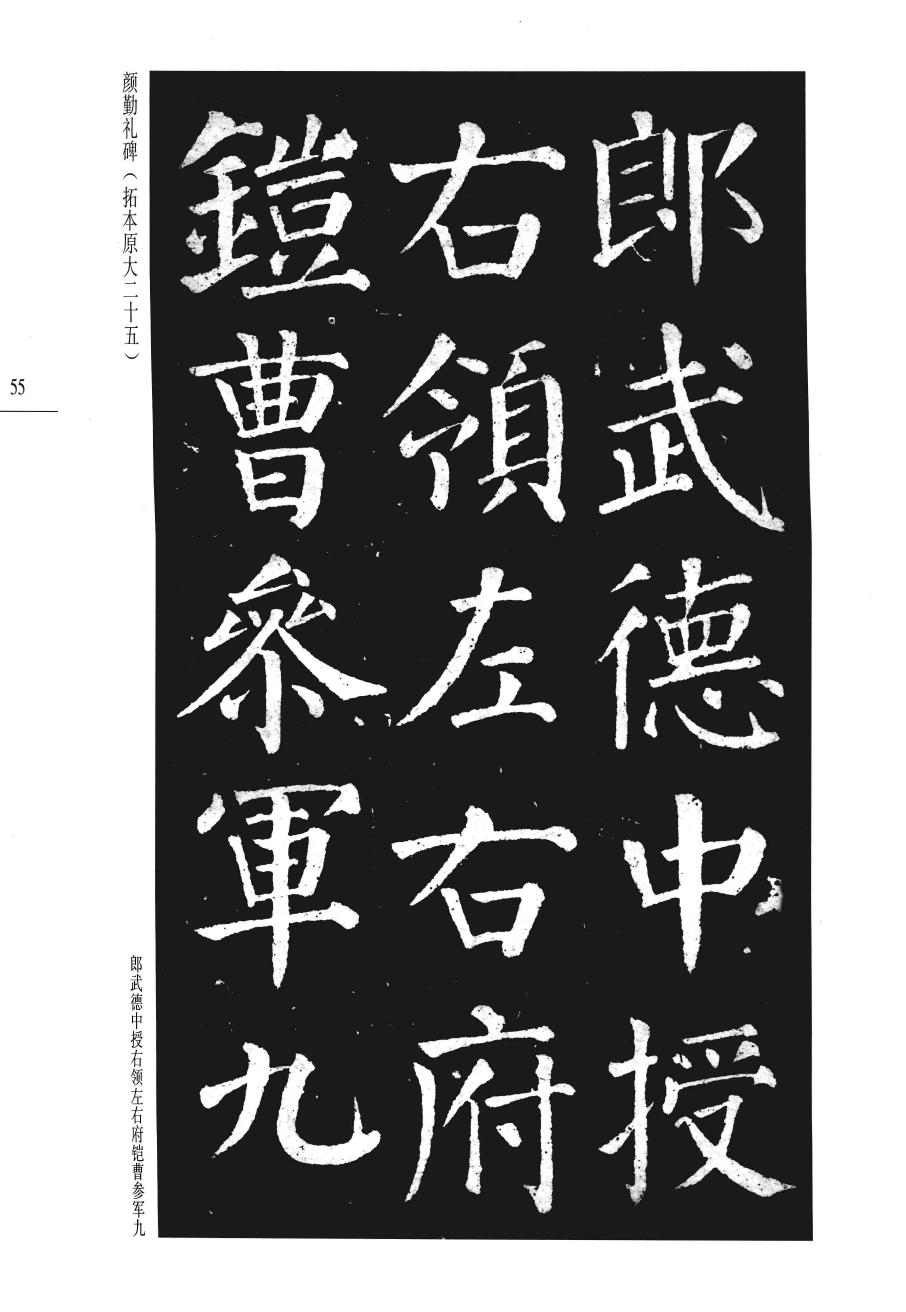 郎武德中授
右領左右府
鎧曹參軍九
颜勤礼碑（拓本原大二十五）
55
郎武德中授右领左右府铠曹参军九